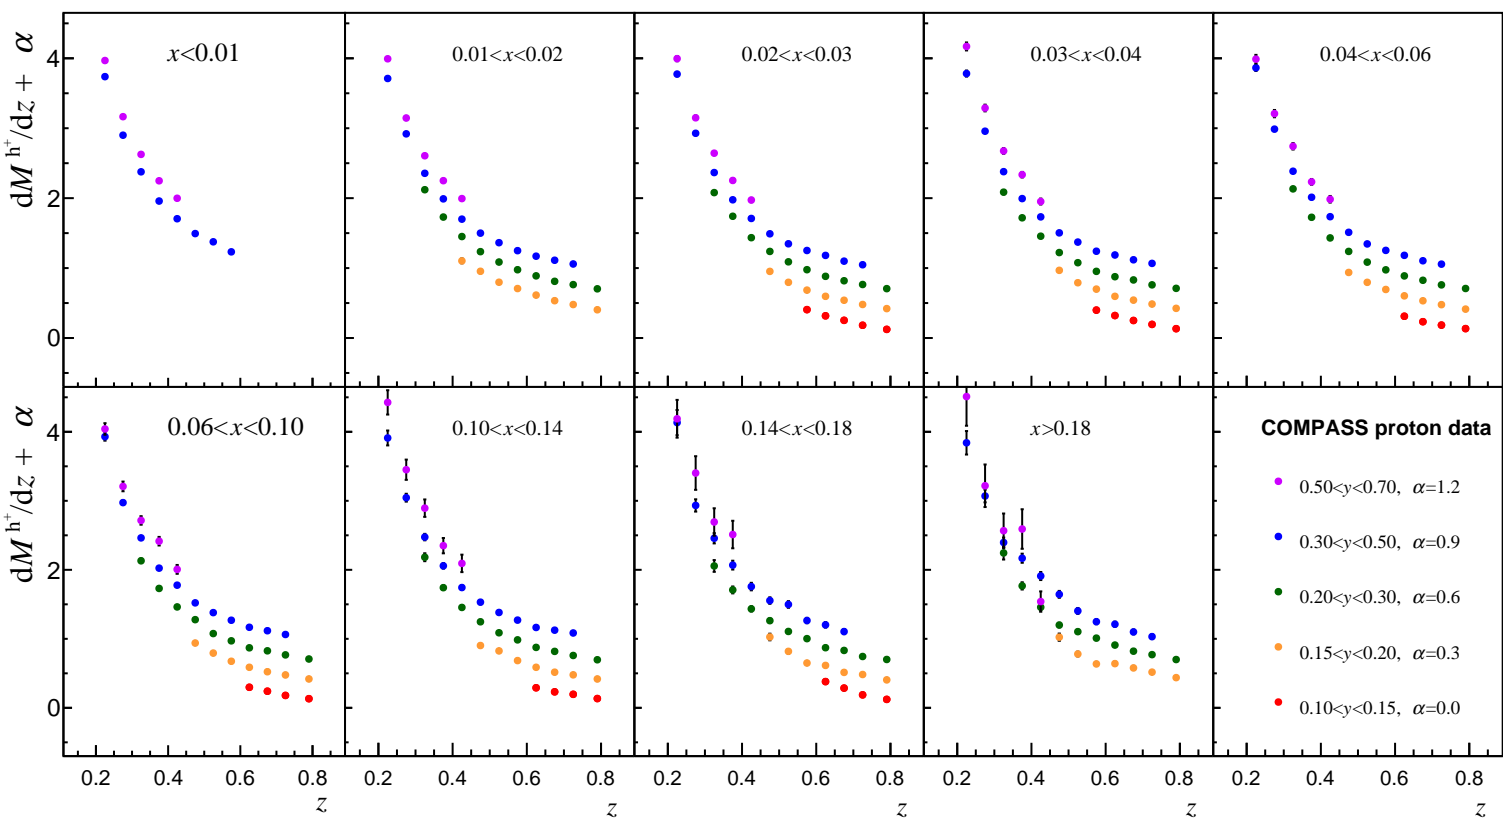 dM^h+/dz + α
4
2
0
x<0.01
0.01<x<0.02
0.02<x<0.03
0.03<x<0.04
0.04<x<0.06
dM^h+/dz + α
4
2
0
0.06<x<0.10
0.10<x<0.14
0.14<x<0.18
x>0.18
COMPASS proton data
0.50<y<0.70, α=1.2
0.30<y<0.50, α=0.9
0.20<y<0.30, α=0.6
0.15<y<0.20, α=0.3
0.10<y<0.15, α=0.0
0.2 0.4 0.6 0.8 0.2 0.4 0.6 0.8 0.2 0.4 0.6 0.8 0.2 0.4 0.6 0.8 0.2 0.4 0.6 0.8
z z z z z